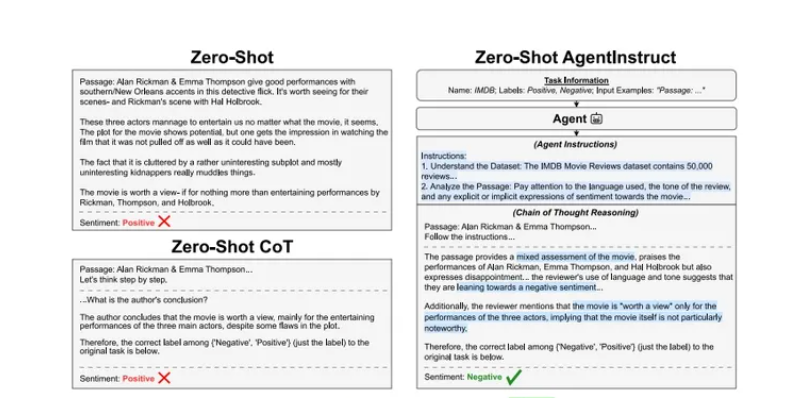 Zero-Shot
Passage: Alan Rickman & Emma Thompson give good performances with
southern/New Orleans accents in this detective flick. It's worth seeing for their
scenes- and Rickman's scene with Hal Holbrook.
These three actors mannage to entertain us no matter what the movie, it seems.
The plot for the movie shows potential, but one gets the impression in watching the
film that it was not pulled off as well as it could have been.
The fact that it is cluttered by a rather uninteresting subplot and mostly
uninteresting kidnappers really muddles things.
The movie is worth a view- if for nothing more than entertaining performances by
Rickman, Thompson, and Holbrook.
Sentiment: Positive
Zero-Shot CoT
Passage: Alan Rickman & Emma Thompson...
Let's think step by step.
...What is the author's conclusion?
The author concludes that the movie is worth a view, mainly for the entertaining
performances of the three main actors, despite some flaws in the plot.
Therefore, the correct label among {'Negative', 'Positive'} (just the label) to the
original task is below.
Sentiment: Positive
Zero-Shot AgentInstruct
Task Information
Name: IMDB; Labels: Positive, Negative; Input Examples: "Passage: ..."
Agent
(Agent Instructions)
Instructions:
1. Understand the Dataset: The IMDB Movie Reviews dataset contains 50,000
reviews...
2. Analyze the Passage: Pay attention to the language used, the tone of the review,
and any explicit or implicit expressions of sentiment towards the movie...
(Chain of Thought Reasoning)
Passage: Alan Rickman & Emma Thompson...
Follow the instructions...
The passage provides a mixed assessment of the movie, praises the
performances of Alan Rickman, Emma Thompson, and Hal Holbrook but also
expresses disappointment... the reviewer's use of language and tone suggests that
they are leaning towards a negative sentiment...
Additionally, the reviewer mentions that the movie is "worth a view" only for the
performances of the three actors, implying that the movie itself is not particularly
noteworthy.
Therefore, the correct label among {'Negative', 'Positive'} (just the label) to the
original task is below.
Sentiment: Negative